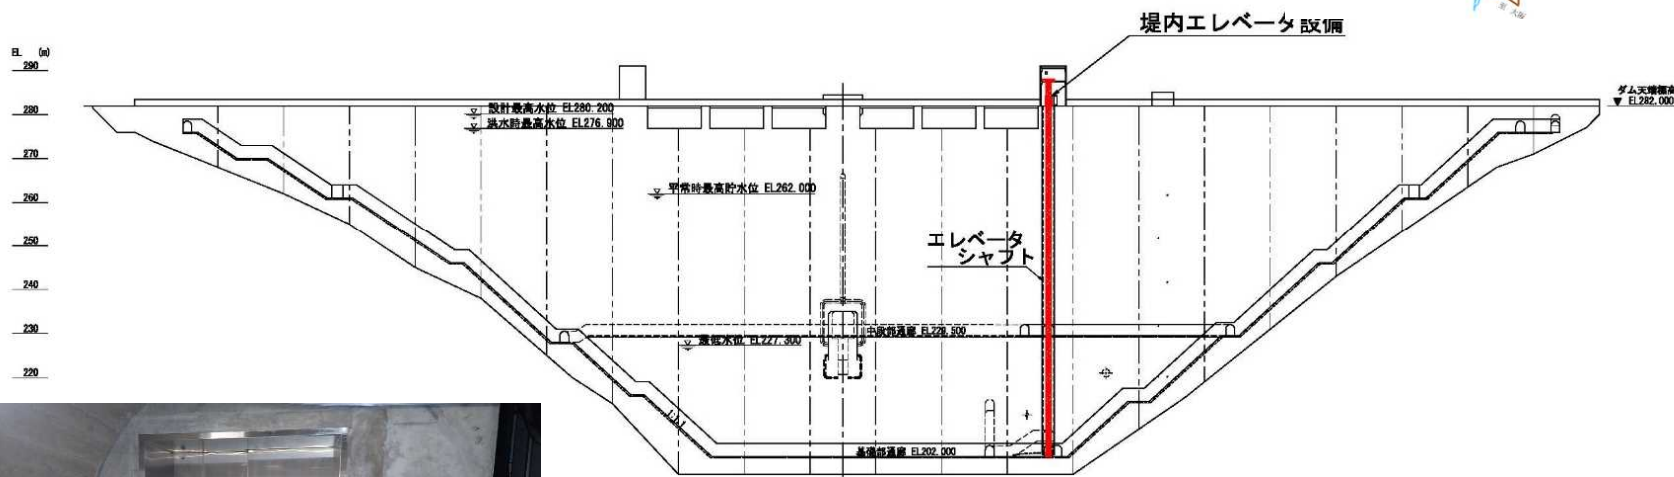 至 大阪
堤内エレベータ設備
EL (m)
290
280
270
260
250
240
230
220
ダム天端標高
EL282.000
設計最高水位 EL280.200
洪水時最高水位 EL276.900
平常時最高貯水位 EL262.000
エレベータ
シャフト
中段部通廊 EL229.500
最低水位 EL227.300
基礎部通廊 EL202.000